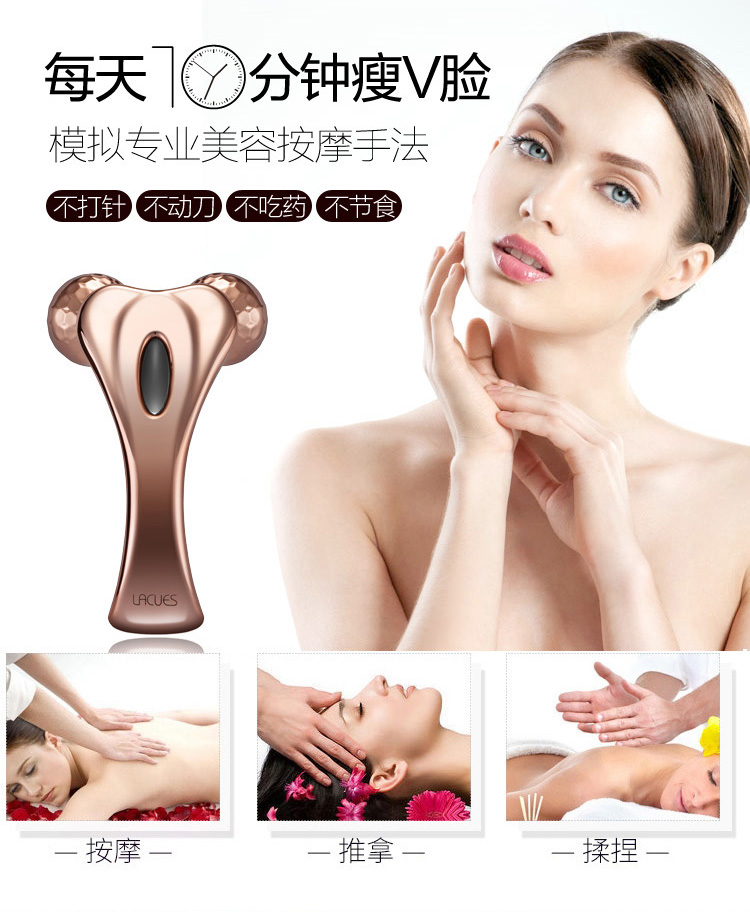 每天10分钟瘦V脸
模拟专业美容按摩手法
不打针 不动刀 不吃药 不节食
LACUES
— 按摩 — — 推拿 — — 揉捏 —